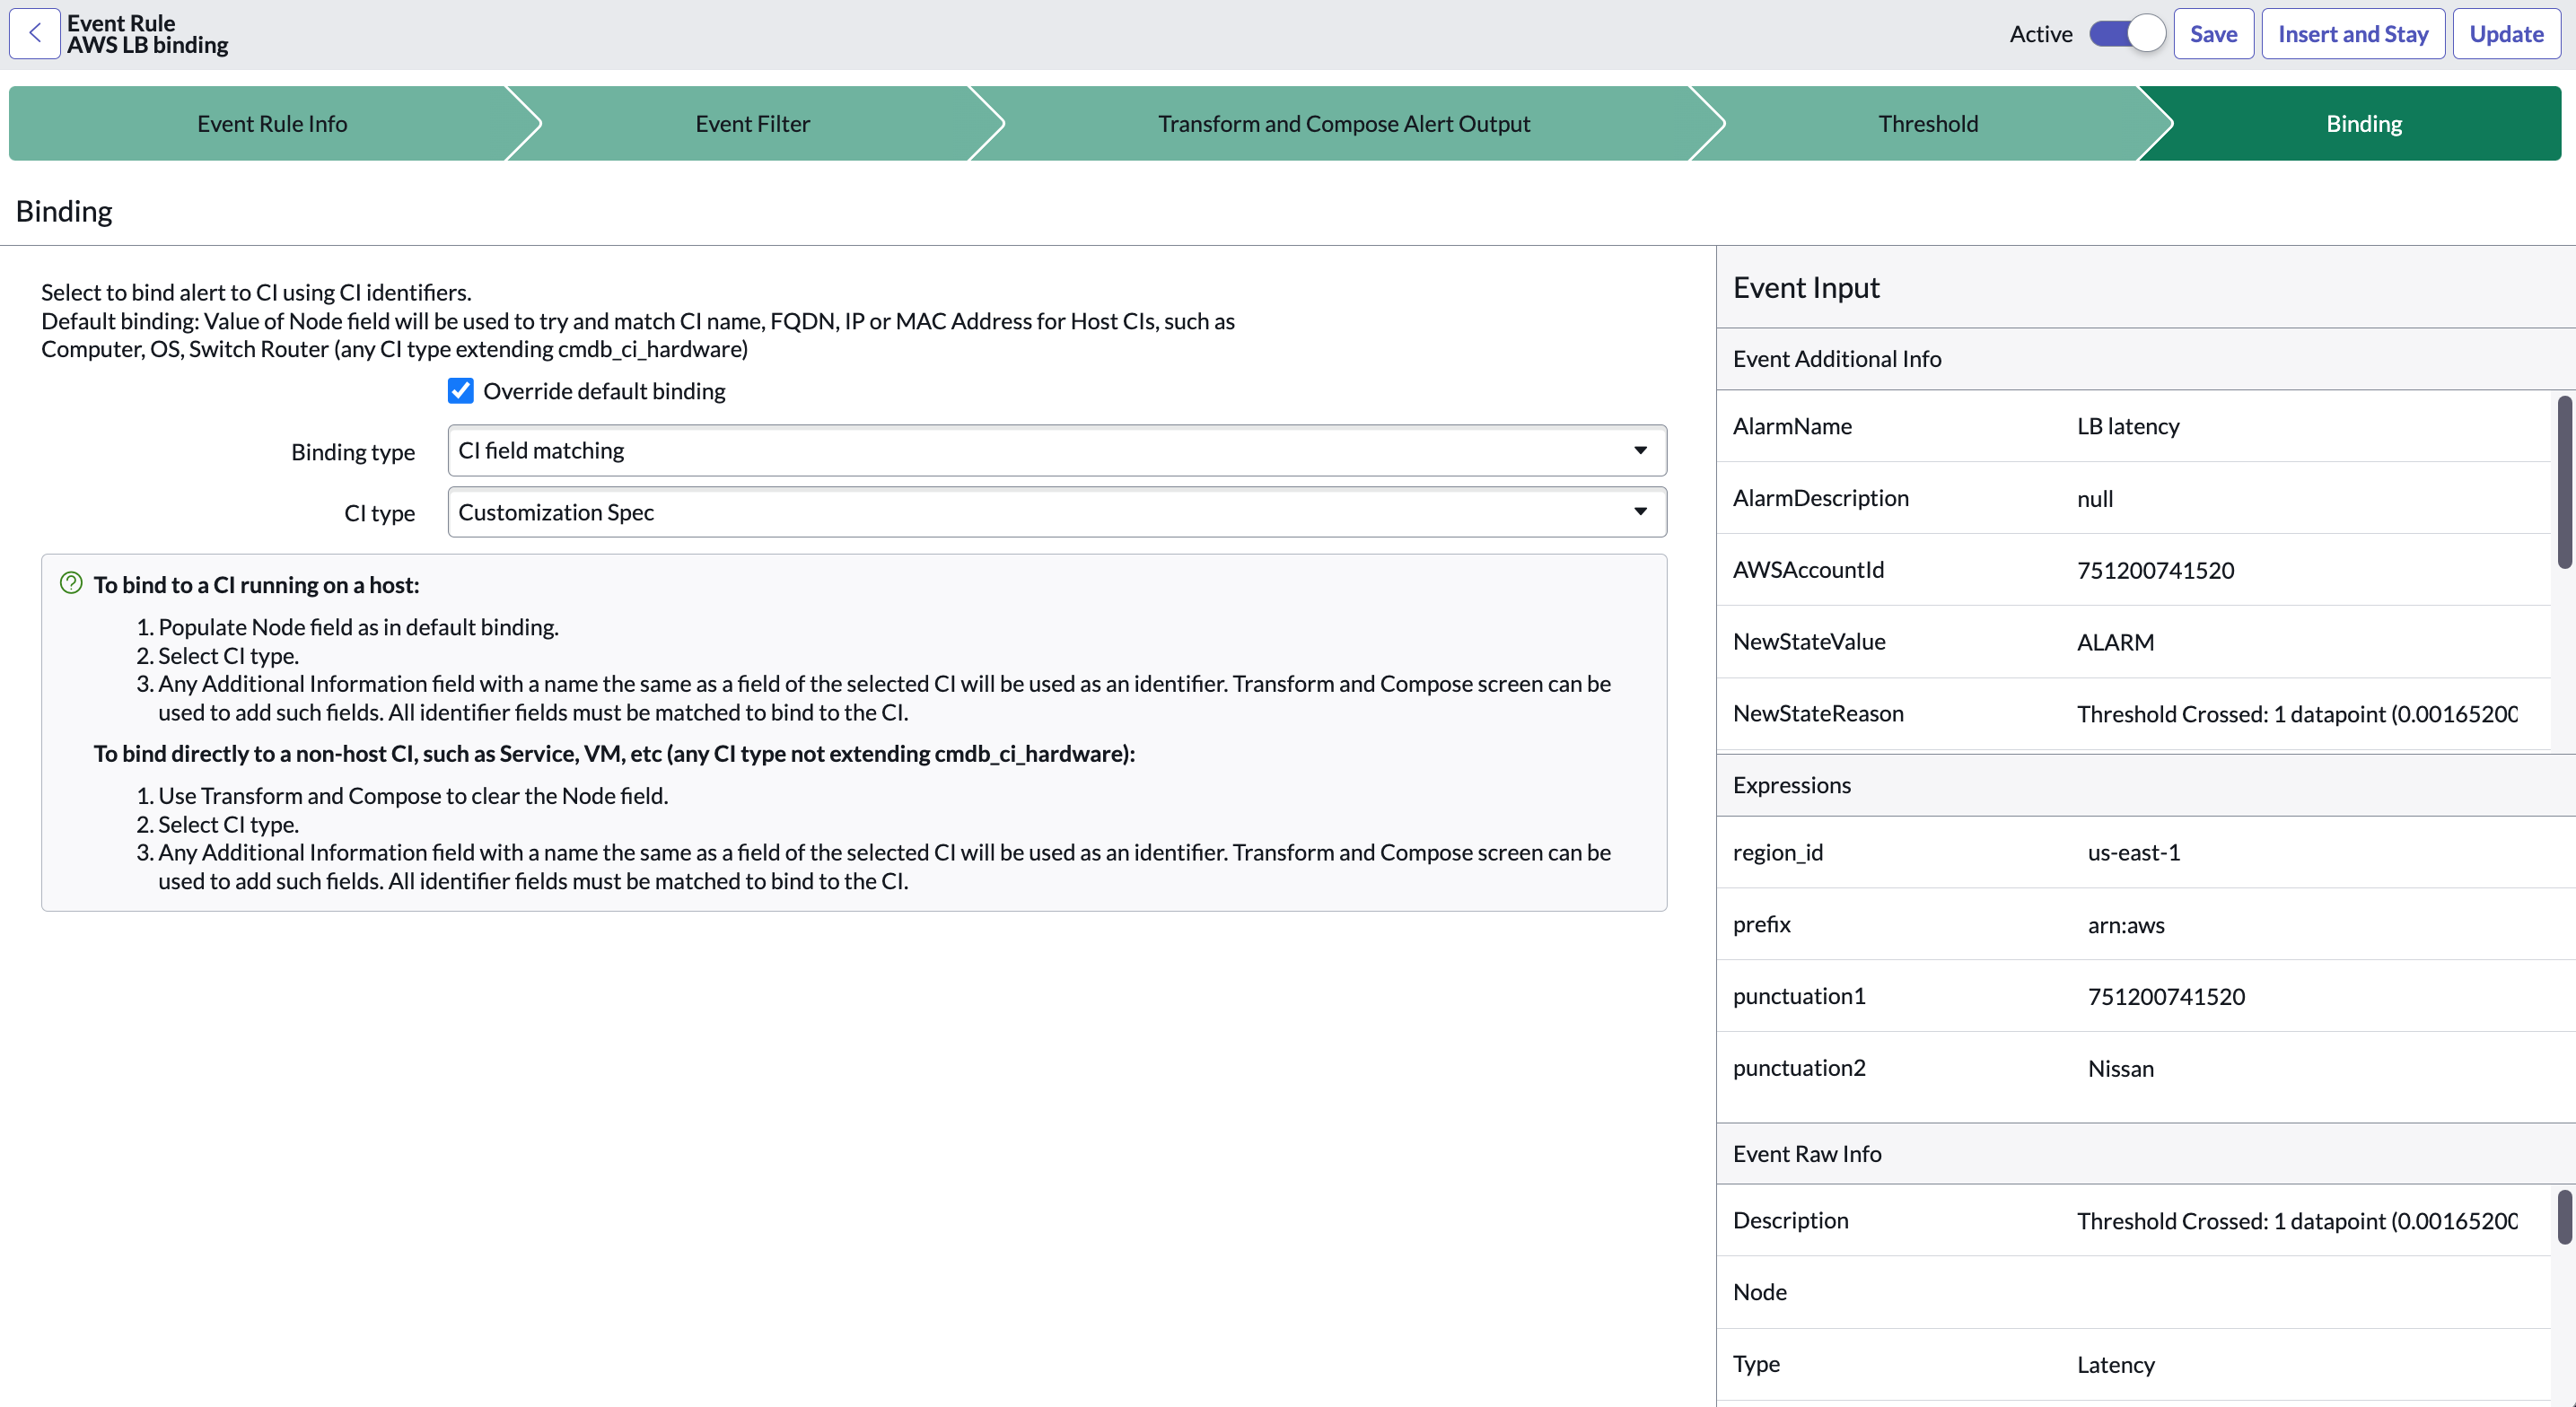 Event Rule
AWS LB binding
Active
Save
Insert and Stay
Update
Event Rule Info
Event Filter
Transform and Compose Alert Output
Threshold
Binding
Binding
Select to bind alert to CI using CI identifiers.
Default binding: Value of Node field will be used to try and match CI name, FQDN, IP or MAC Address for Host CIs, such as
Computer, OS, Switch Router (any CI type extending cmdb_ci_hardware)
Override default binding
Binding type
CI field matching
CI type
Customization Spec
To bind to a CI running on a host:
1. Populate Node field as in default binding.
2. Select CI type.
3. Any Additional Information field with a name the same as a field of the selected CI will be used as an identifier. Transform and Compose screen can be
used to add such fields. All identifier fields must be matched to bind to the CI.
To bind directly to a non-host CI, such as Service, VM, etc (any CI type not extending cmdb_ci_hardware):
1. Use Transform and Compose to clear the Node field.
2. Select CI type.
3. Any Additional Information field with a name the same as a field of the selected CI will be used as an identifier. Transform and Compose screen can be
used to add such fields. All identifier fields must be matched to bind to the CI.
Event Input
Event Additional Info
AlarmName LB latency
AlarmDescription null
AWSAccountId 751200741520
NewStateValue ALARM
NewStateReason Threshold Crossed: 1 datapoint (0.00165200
Expressions
region_id us-east-1
prefix arn:aws
punctuation1 751200741520
punctuation2 Nissan
Event Raw Info
Description Threshold Crossed: 1 datapoint (0.00165200
Node
Type Latency